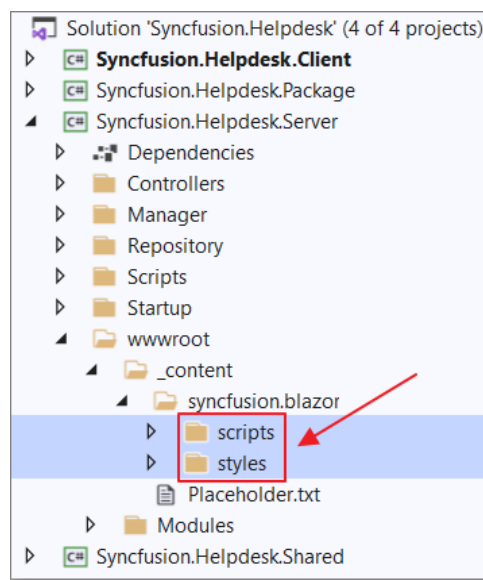 Solution 'Syncfusion.Helpdesk' (4 of 4 projects)
C# Syncfusion.Helpdesk.Client
C# Syncfusion.Helpdesk.Package
C# Syncfusion.Helpdesk.Server
Dependencies
Controllers
Manager
Repository
Scripts
Startup
wwwroot
_content
syncfusion.blazor
scripts
styles
Placeholder.txt
Modules
C# Syncfusion.Helpdesk.Shared